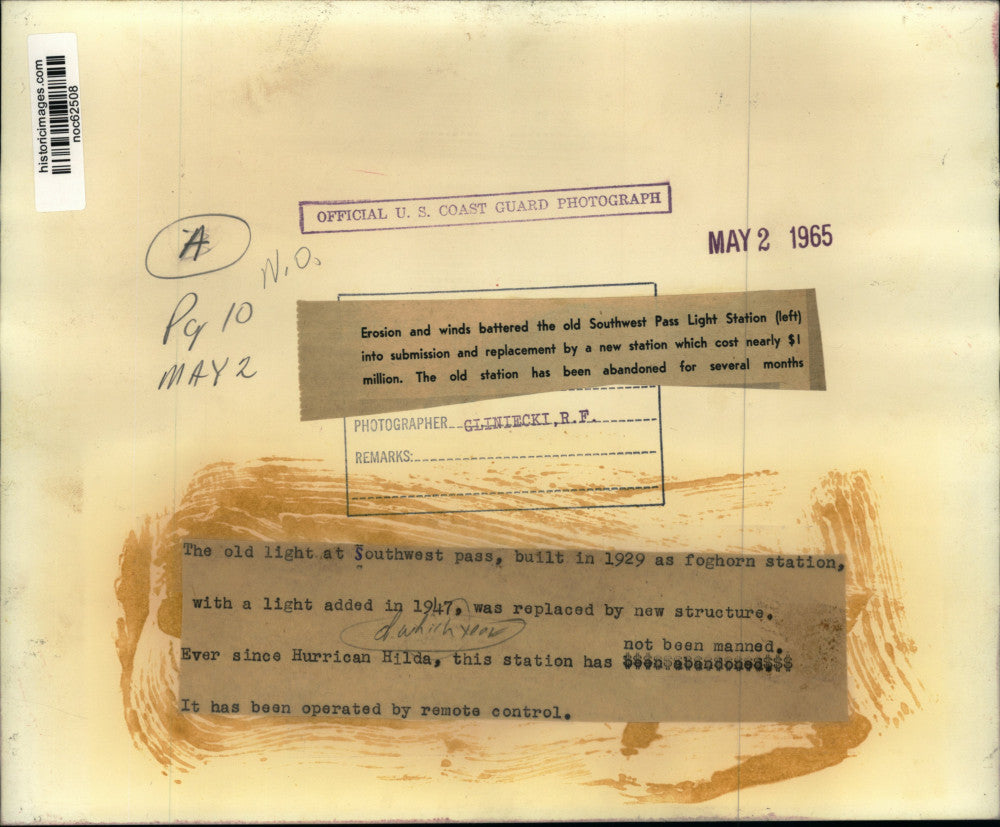 historicimages.com
noc62508
OFFICIAL U. S. COAST GUARD PHOTOGRAPH
MAY 2 1965
A
N.O.
Pg 10
MAY 2
Erosion and winds battered the old Southwest Pass Light Station (left)
into submission and replacement by a new station which cost nearly $1
million. The old station has been abandoned for several months
PHOTOGRAPHER GLINIECKI,R.F.
REMARKS:
The old light at Southwest pass, built in 1929 as foghorn station,
with a light added in 1947, was replaced by new structure.
which year
not been manned.
Ever since Hurrican Hilda, this station has $$en abandoned$$$
It has been operated by remote control.